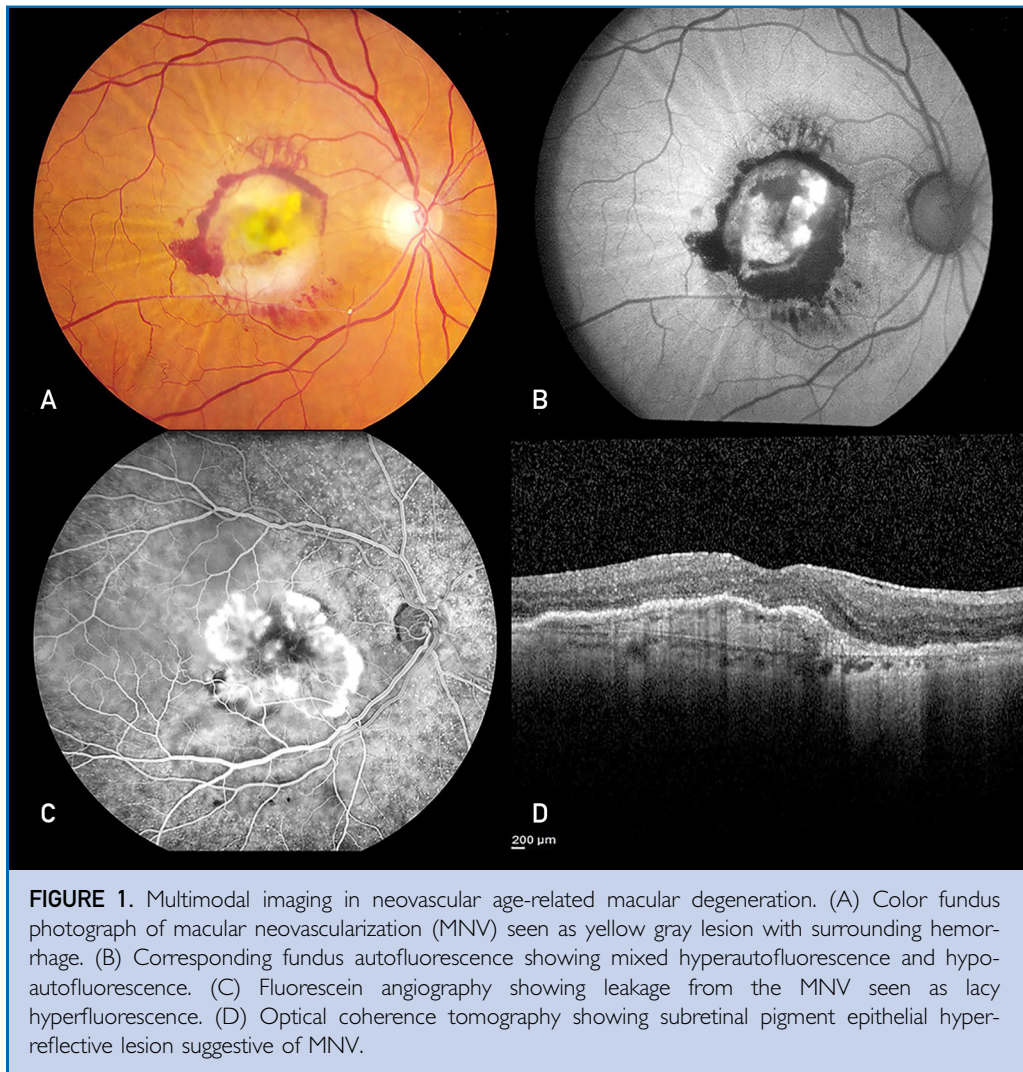 A
B
C
D
200 μm
FIGURE 1. Multimodal imaging in neovascular age-related macular degeneration. (A) Color fundus
photograph of macular neovascularization (MNV) seen as yellow gray lesion with surrounding hemor-
rhage. (B) Corresponding fundus autofluorescence showing mixed hyperautofluorescence and hypo-
autofluorescence. (C) Fluorescein angiography showing leakage from the MNV seen as lacy
hyperfluorescence. (D) Optical coherence tomography showing subretinal pigment epithelial hyper-
reflective lesion suggestive of MNV.